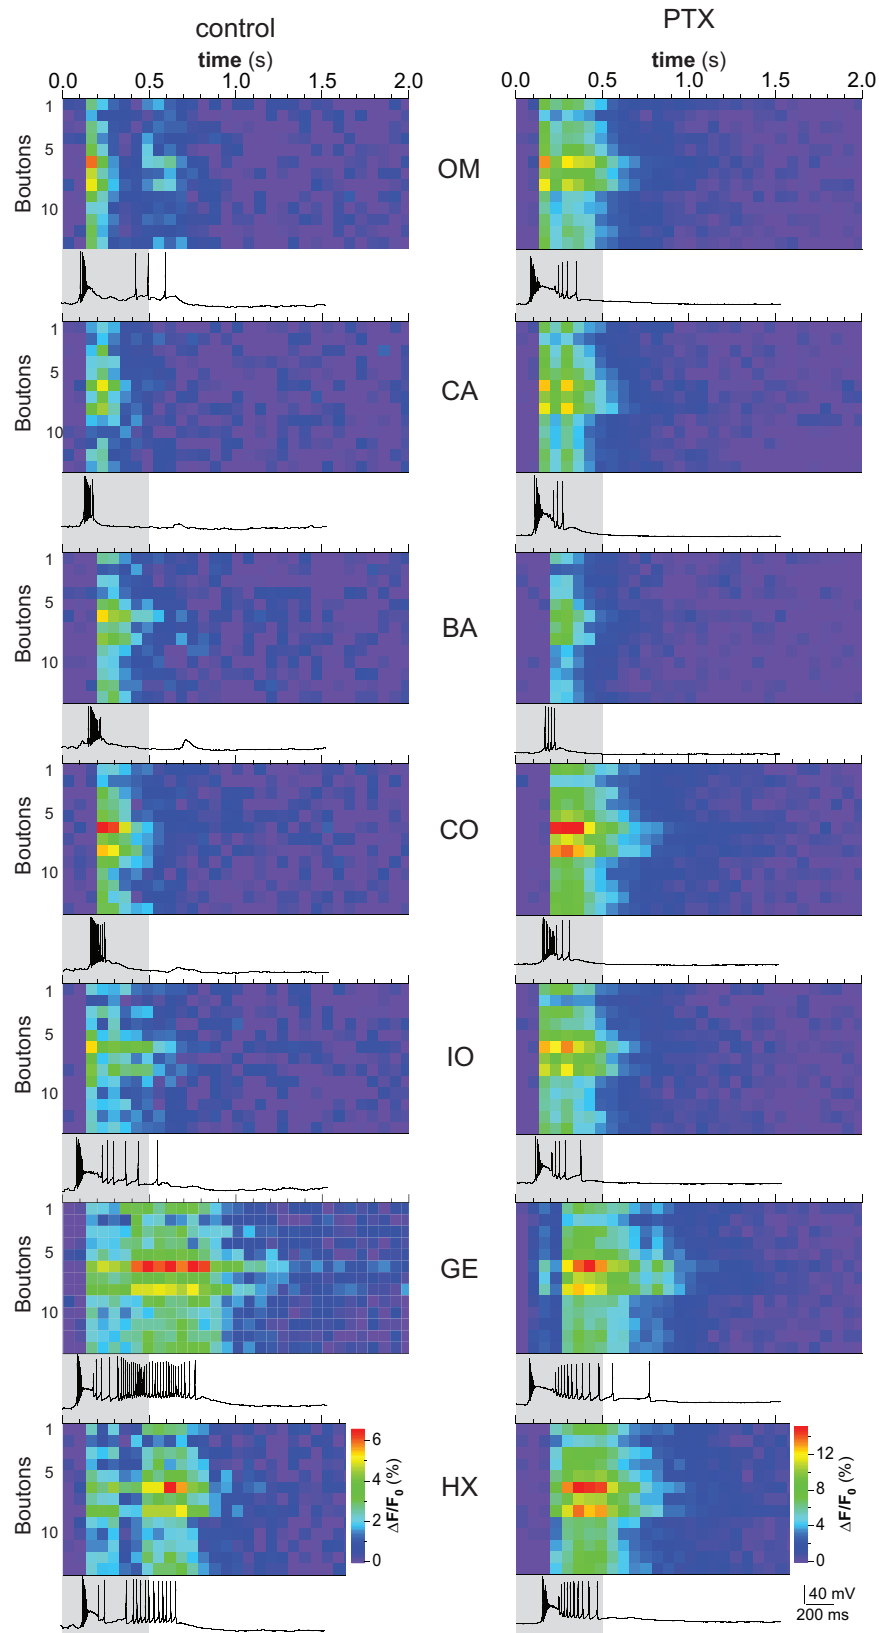 control PTX
time (s) time (s)
0.0 0.5 1.0 1.5 2.0 0.0 0.5 1.0 1.5 2.0
Boutons 1 5 10 OM
Boutons 1 5 10 CA
Boutons 1 5 10 BA
Boutons 1 5 10 CO
Boutons 1 5 10 IO
Boutons 1 5 10 GE
Boutons 1 5 10 HX
6 4 2 0 ΔF/F0 (%)
12 8 4 0 ΔF/F0 (%)
40 mV
200 ms